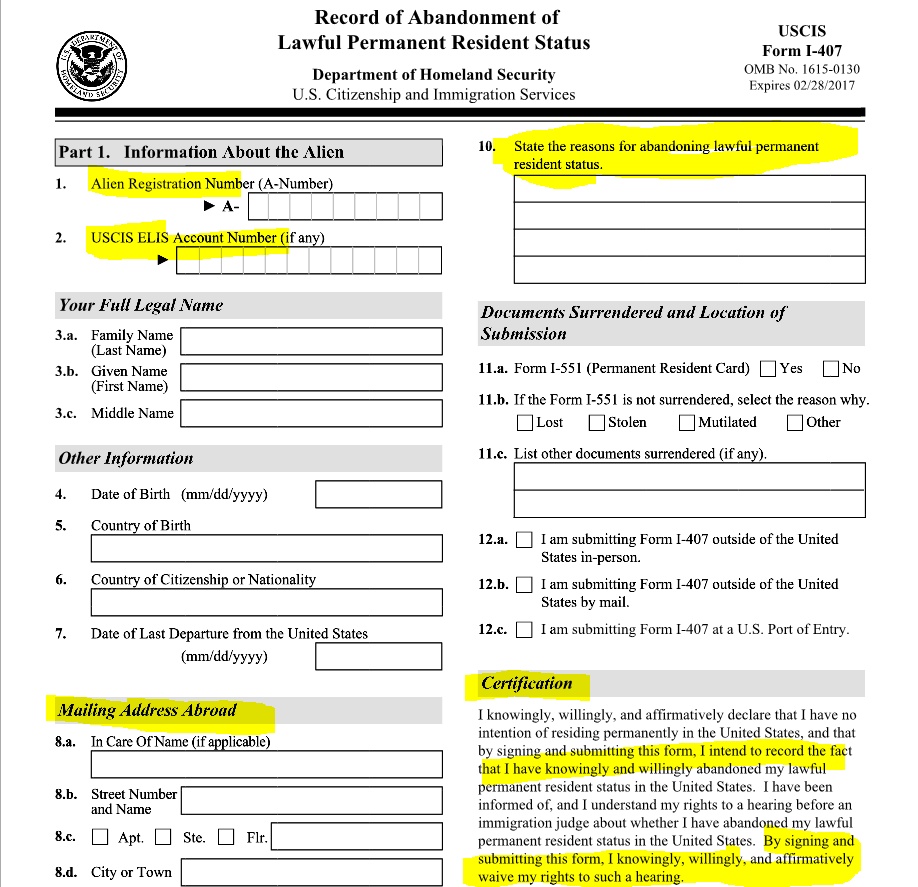 Record of Abandonment of
Lawful Permanent Resident Status
Department of Homeland Security
U.S. Citizenship and Immigration Services
USCIS
Form I-407
OMB No. 1615-0130
Expires 02/28/2017
U.S. DEPARTMENT OF HOMELAND SECURITY
Part 1. Information About the Alien
1. Alien Registration Number (A-Number)
► A-
2. USCIS ELIS Account Number (if any)
►
Your Full Legal Name
3.a. Family Name
(Last Name)
3.b. Given Name
(First Name)
3.c. Middle Name
Other Information
4. Date of Birth (mm/dd/yyyy)
5. Country of Birth
6. Country of Citizenship or Nationality
7. Date of Last Departure from the United States
(mm/dd/yyyy)
Mailing Address Abroad
8.a. In Care Of Name (if applicable)
8.b. Street Number
and Name
8.c. Apt. Ste. Flr.
8.d. City or Town
10. State the reasons for abandoning lawful permanent
resident status.
Documents Surrendered and Location of
Submission
11.a. Form I-551 (Permanent Resident Card) Yes No
11.b. If the Form I-551 is not surrendered, select the reason why.
Lost Stolen Mutilated Other
11.c. List other documents surrendered (if any).
12.a. I am submitting Form I-407 outside of the United
States in-person.
12.b. I am submitting Form I-407 outside of the United
States by mail.
12.c. I am submitting Form I-407 at a U.S. Port of Entry.
Certification
I knowingly, willingly, and affirmatively declare that I have no
intention of residing permanently in the United States, and that
by signing and submitting this form, I intend to record the fact
that I have knowingly and willingly abandoned my lawful
permanent resident status in the United States. I have been
informed of, and I understand my rights to a hearing before an
immigration judge about whether I have abandoned my lawful
permanent resident status in the United States. By signing and
submitting this form, I knowingly, willingly, and affirmatively
waive my rights to such a hearing.